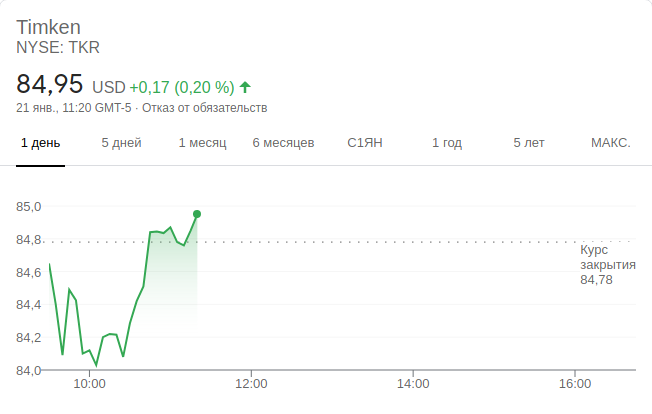 Timken
NYSE: TKR
84,95 USD +0,17 (0,20 %)
21 янв., 11:20 GMT-5 · Отказ от обязательств
1 день 5 дней 1 месяц 6 месяцев С1ЯН 1 год 5 лет МАКС.
85,0
84,8
Курс
закрытия
84,78
84,6
84,4
84,2
84,0
10:00 12:00 14:00 16:00